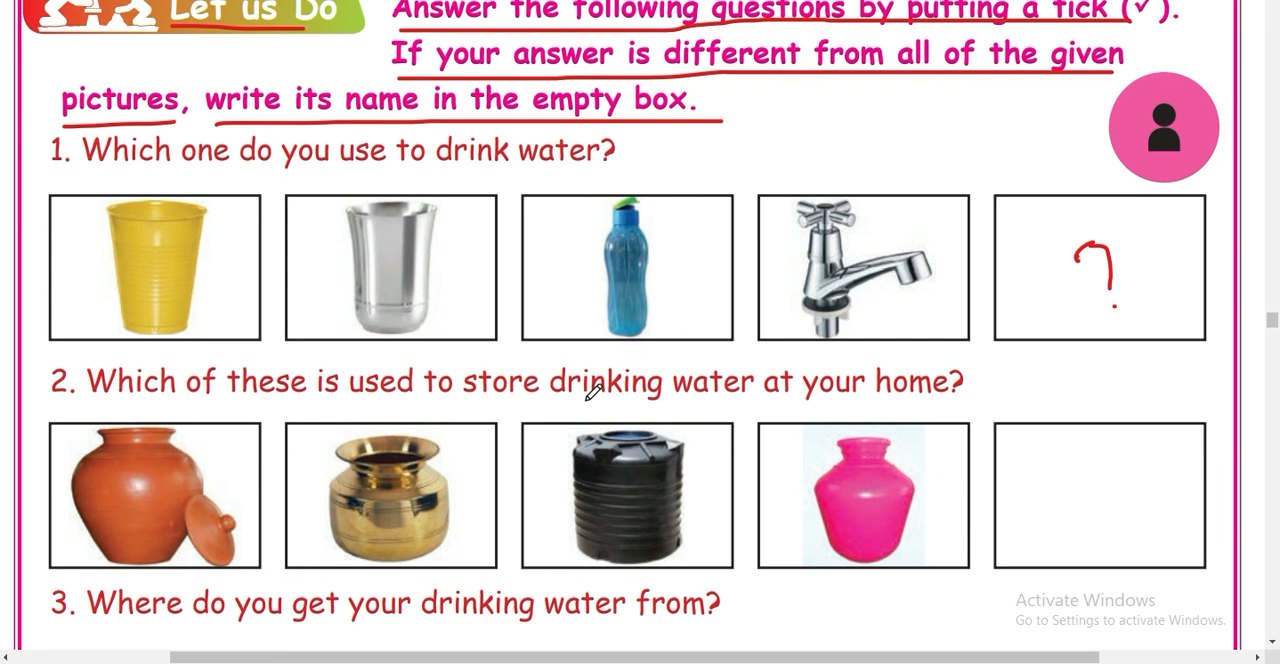 Let us Do
Answer the following questions by putting a tick (✓).
If your answer is different from all of the given
pictures, write its name in the empty box.
1. Which one do you use to drink water?
?
2. Which of these is used to store drinking water at your home?
3. Where do you get your drinking water from?
Activate Windows
Go to Settings to activate Windows.